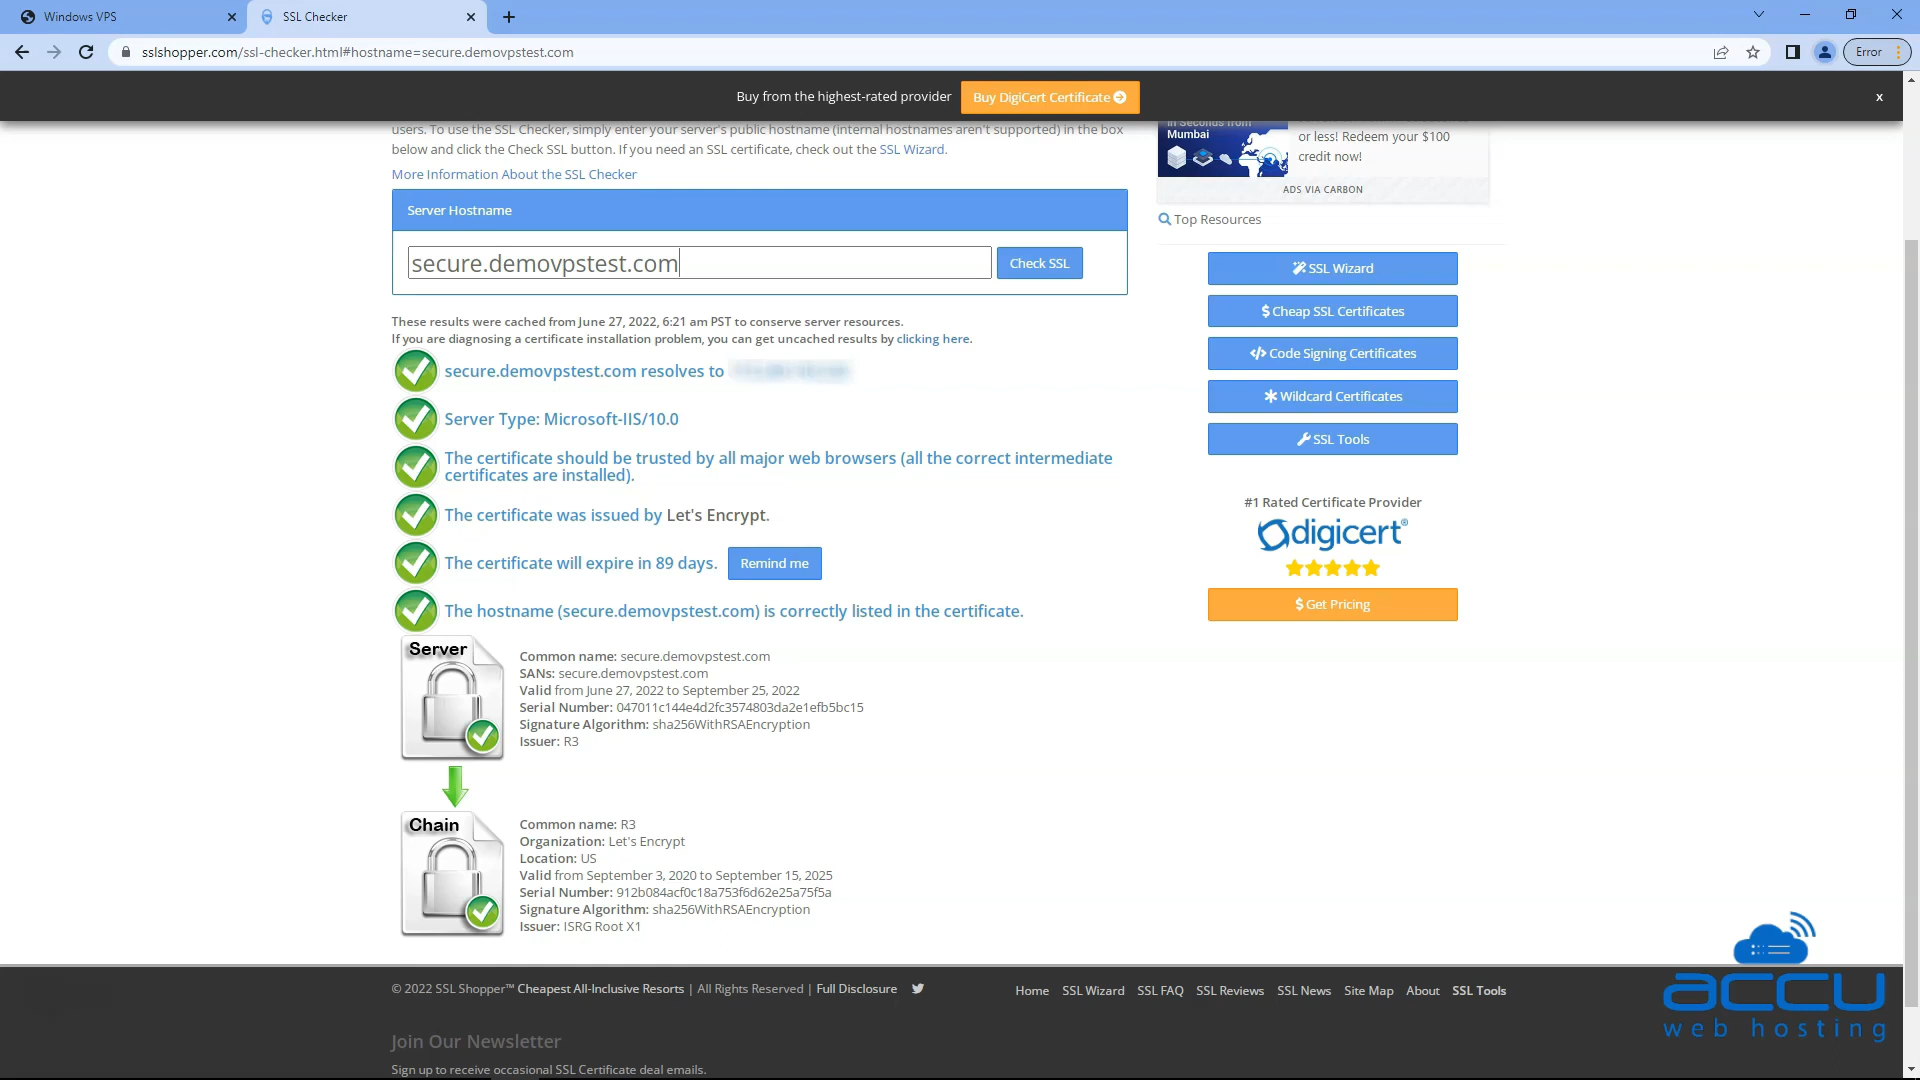 Windows VPS
SSL Checker
sslshopper.com/ssl-checker.html#hostname=secure.demovpstest.com
Error
Buy from the highest-rated provider
Buy DigiCert Certificate
x
users. To use the SSL Checker, simply enter your server's public hostname (internal hostnames aren't supported) in the box
below and click the Check SSL button. If you need an SSL certificate, check out the SSL Wizard.
More Information About the SSL Checker
Server Hostname
secure.demovpstest.com
Check SSL
These results were cached from June 27, 2022, 6:21 am PST to conserve server resources.
If you are diagnosing a certificate installation problem, you can get uncached results by clicking here.
secure.demovpstest.com resolves to
Server Type: Microsoft-IIS/10.0
The certificate should be trusted by all major web browsers (all the correct intermediate
certificates are installed).
The certificate was issued by Let's Encrypt.
The certificate will expire in 89 days.
Remind me
The hostname (secure.demovpstest.com) is correctly listed in the certificate.
Server
Common name: secure.demovpstest.com
SANs: secure.demovpstest.com
Valid from June 27, 2022 to September 25, 2022
Serial Number: 047011c144e4d2fc3574803da2e1efb5bc15
Signature Algorithm: sha256WithRSAEncryption
Issuer: R3
Chain
Common name: R3
Organization: Let's Encrypt
Location: US
Valid from September 3, 2020 to September 15, 2025
Serial Number: 912b084acf0c18a753f6d62e25a75f5a
Signature Algorithm: sha256WithRSAEncryption
Issuer: ISRG Root X1
in Seconds from
Mumbai
or less! Redeem your $100
credit now!
ADS VIA CARBON
Top Resources
SSL Wizard
$ Cheap SSL Certificates
Code Signing Certificates
Wildcard Certificates
SSL Tools
#1 Rated Certificate Provider
digicert®
$ Get Pricing
© 2022 SSL Shopper™ Cheapest All-Inclusive Resorts | All Rights Reserved | Full Disclosure
Home SSL Wizard SSL FAQ SSL Reviews SSL News Site Map About SSL Tools
Join Our Newsletter
Sign up to receive occasional SSL Certificate deal emails.
accu
web hosting